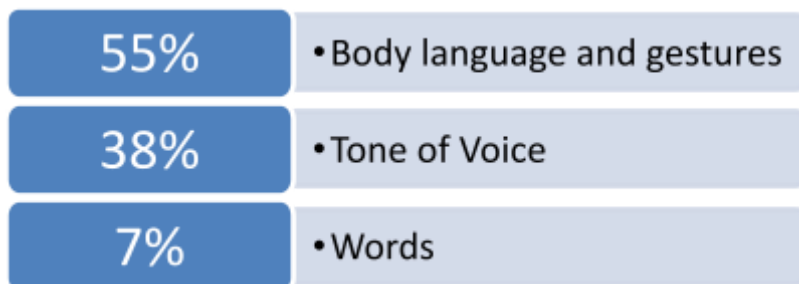 55% •Body language and gestures
38% •Tone of Voice
7% •Words